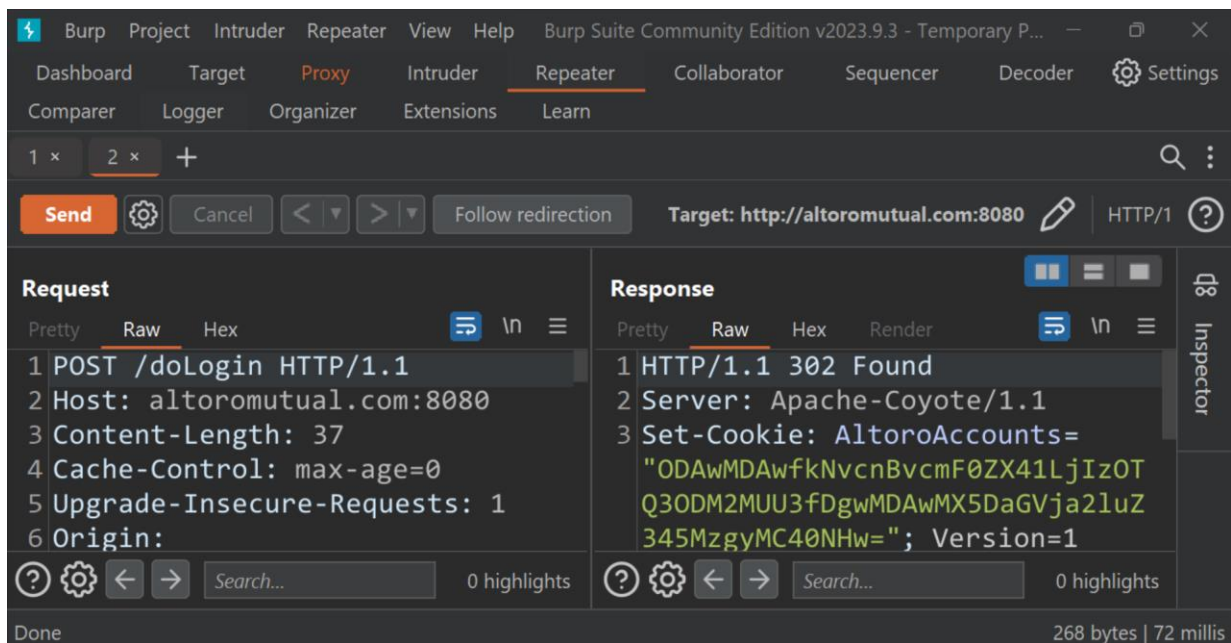 Burp Project Intruder Repeater View Help Burp Suite Community Edition v2023.9.3 - Temporary P...
Dashboard Target Proxy Intruder Repeater Collaborator Sequencer Decoder Settings
Comparer Logger Organizer Extensions Learn
1 × 2 × +
Send Cancel < > Follow redirection Target: http://altoromutual.com:8080 HTTP/1 ?
Request
Pretty Raw Hex \n
1 POST /doLogin HTTP/1.1
2 Host: altoromutual.com:8080
3 Content-Length: 37
4 Cache-Control: max-age=0
5 Upgrade-Insecure-Requests: 1
6 Origin:
? Search... 0 highlights
Response
Pretty Raw Hex Render \n
1 HTTP/1.1 302 Found
2 Server: Apache-Coyote/1.1
3 Set-Cookie: AltoroAccounts=
"ODAwMDAwfkNvcnBvcmF0ZX41LjIzOT
Q3ODM2MUU3fDgwMDAwMX5DaGVja2luZ
345MzgyMC40NHw="; Version=1
? Search... 0 highlights
Inspector
Done 268 bytes | 72 millis